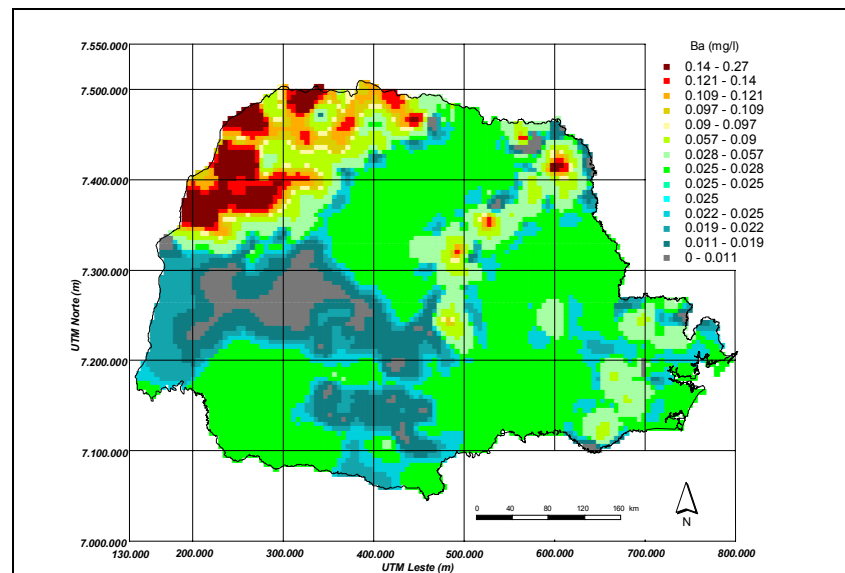 7.550.000
7.500.000
7.400.000
7.300.000
7.200.000
7.100.000
7.000.000
UTM Norte (m)
130.000 200.000 300.000 400.000 500.000 600.000 700.000 800.000
UTM Leste (m)
Ba (mg/l)
0.14 - 0.27
0.121 - 0.14
0.109 - 0.121
0.097 - 0.109
0.09 - 0.097
0.057 - 0.09
0.028 - 0.057
0.025 - 0.028
0.025 - 0.025
0.025
0.022 - 0.025
0.019 - 0.022
0.011 - 0.019
0 - 0.011
0 40 80 120 160 km
N